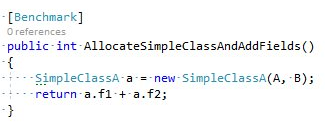 [Benchmark]
0 references
public int AllocateSimpleClassAndAddFields()
{
SimpleClassA a = new SimpleClassA(A, B);
return a.f1 + a.f2;
}